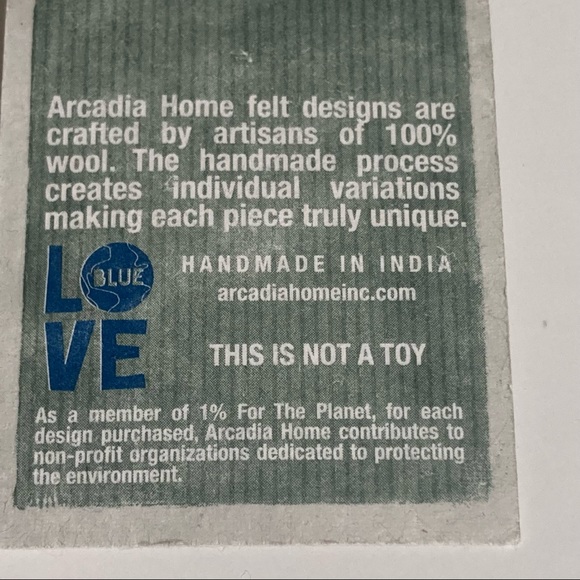 Arcadia Home felt designs are
crafted by artisans of 100%
wool. The handmade process
creates individual variations
making each piece truly unique.
LOVE
BLUE
HANDMADE IN INDIA
arcadiahomeinc.com
THIS IS NOT A TOY
As a member of 1% For The Planet, for each
design purchased, Arcadia Home contributes to
non-profit organizations dedicated to protecting
the environment.